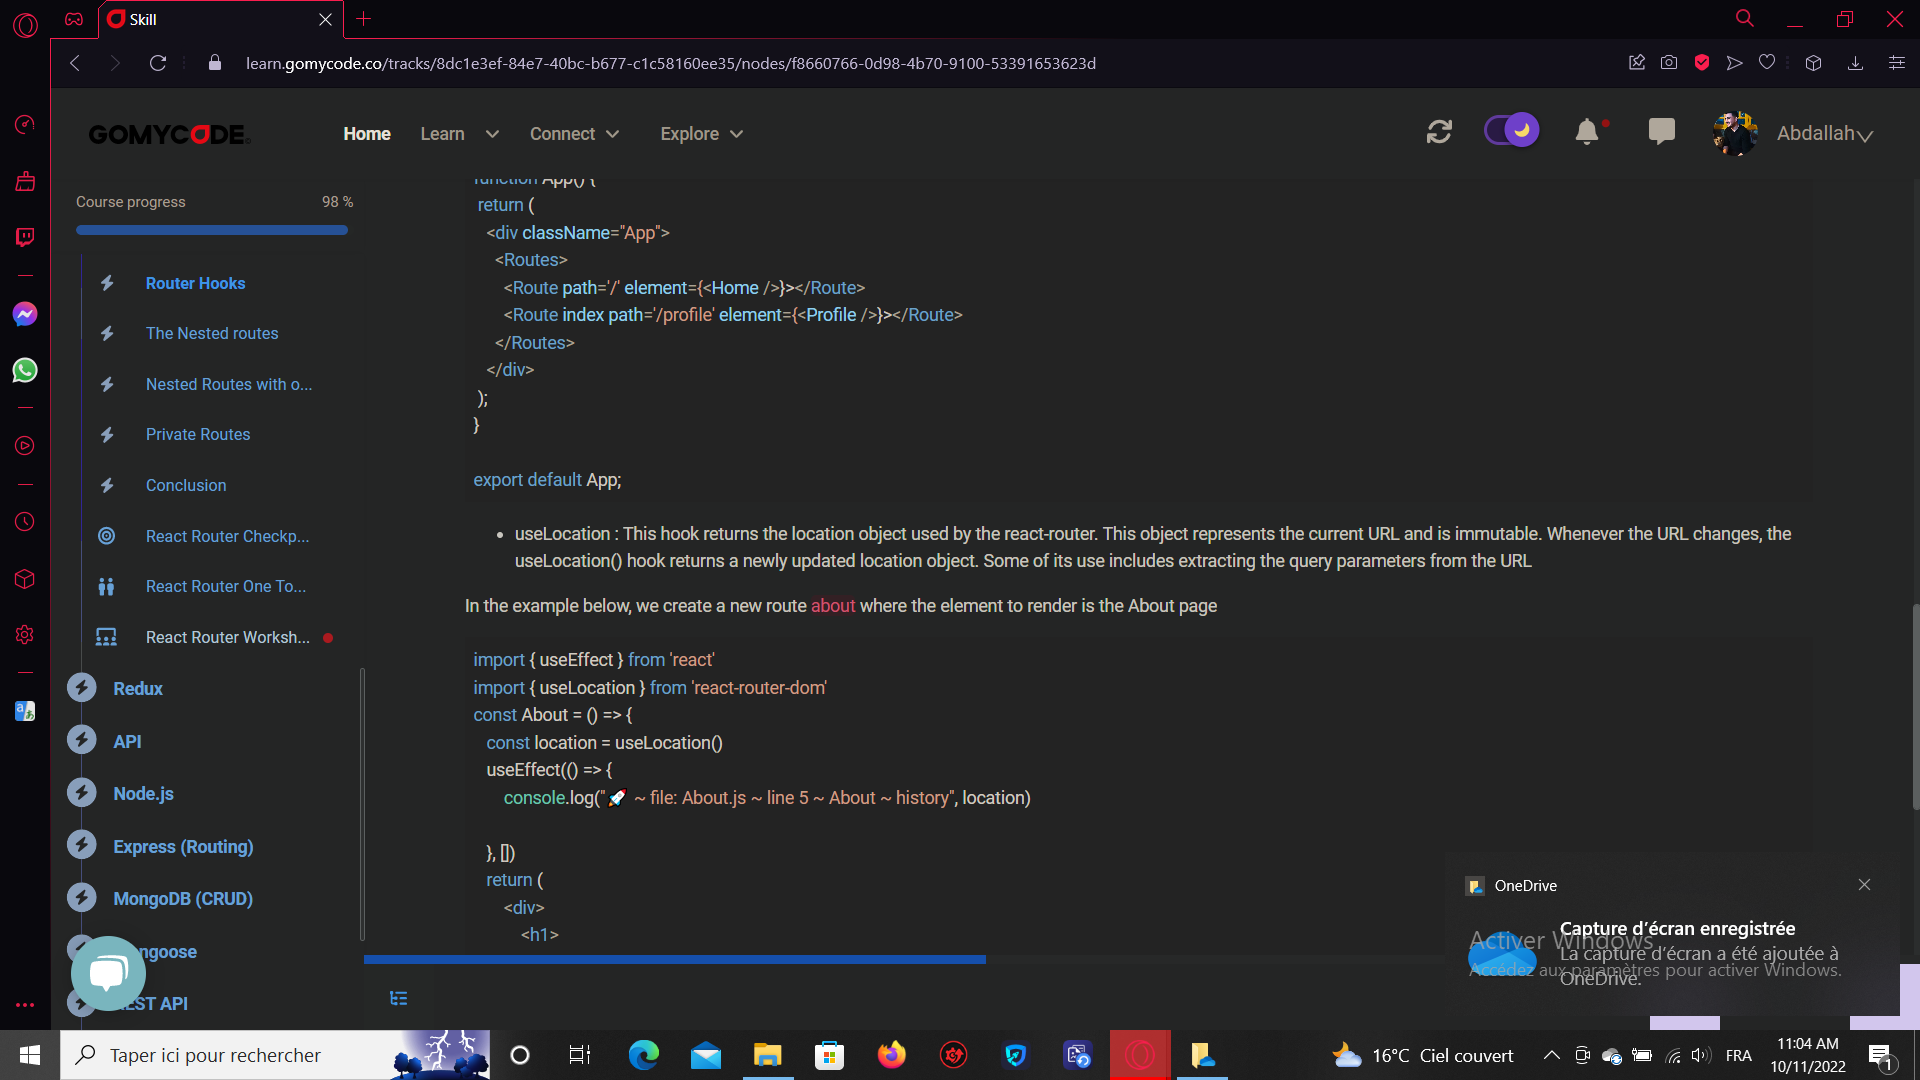 Skill
learn.gomycode.co/tracks/8dc1e3ef-84e7-40bc-b677-c1c58160ee35/nodes/f8660766-0d98-4b70-9100-53391653623d
GOMYCODE
Home Learn Connect Explore
Abdallah
Course progress 98 %
Router Hooks
The Nested routes
Nested Routes with o...
Private Routes
Conclusion
React Router Checkp...
React Router One To...
React Router Worksh...
Redux
API
Node.js
Express (Routing)
MongoDB (CRUD)
ngoose
EST API
function App() {
return (
<div className="App">
<Routes>
<Route path='/' element={<Home />}></Route>
<Route index path='/profile' element={<Profile />}></Route>
</Routes>
</div>
);
}
export default App;
• useLocation : This hook returns the location object used by the react-router. This object represents the current URL and is immutable. Whenever the URL changes, the
useLocation() hook returns a newly updated location object. Some of its use includes extracting the query parameters from the URL
In the example below, we create a new route about where the element to render is the About page
import { useEffect } from 'react'
import { useLocation } from 'react-router-dom'
const About = () => {
const location = useLocation()
useEffect(() => {
console.log("🚀 ~ file: About.js ~ line 5 ~ About ~ history", location)
}, [])
return (
<div>
<h1>
OneDrive
Capture d'écran enregistrée
La capture d'écran a été ajoutée à
OneDrive.
Activer Windows
Accédez aux paramètres pour activer Windows.
Taper ici pour rechercher
16°C Ciel couvert
FRA
11:04 AM
10/11/2022
1